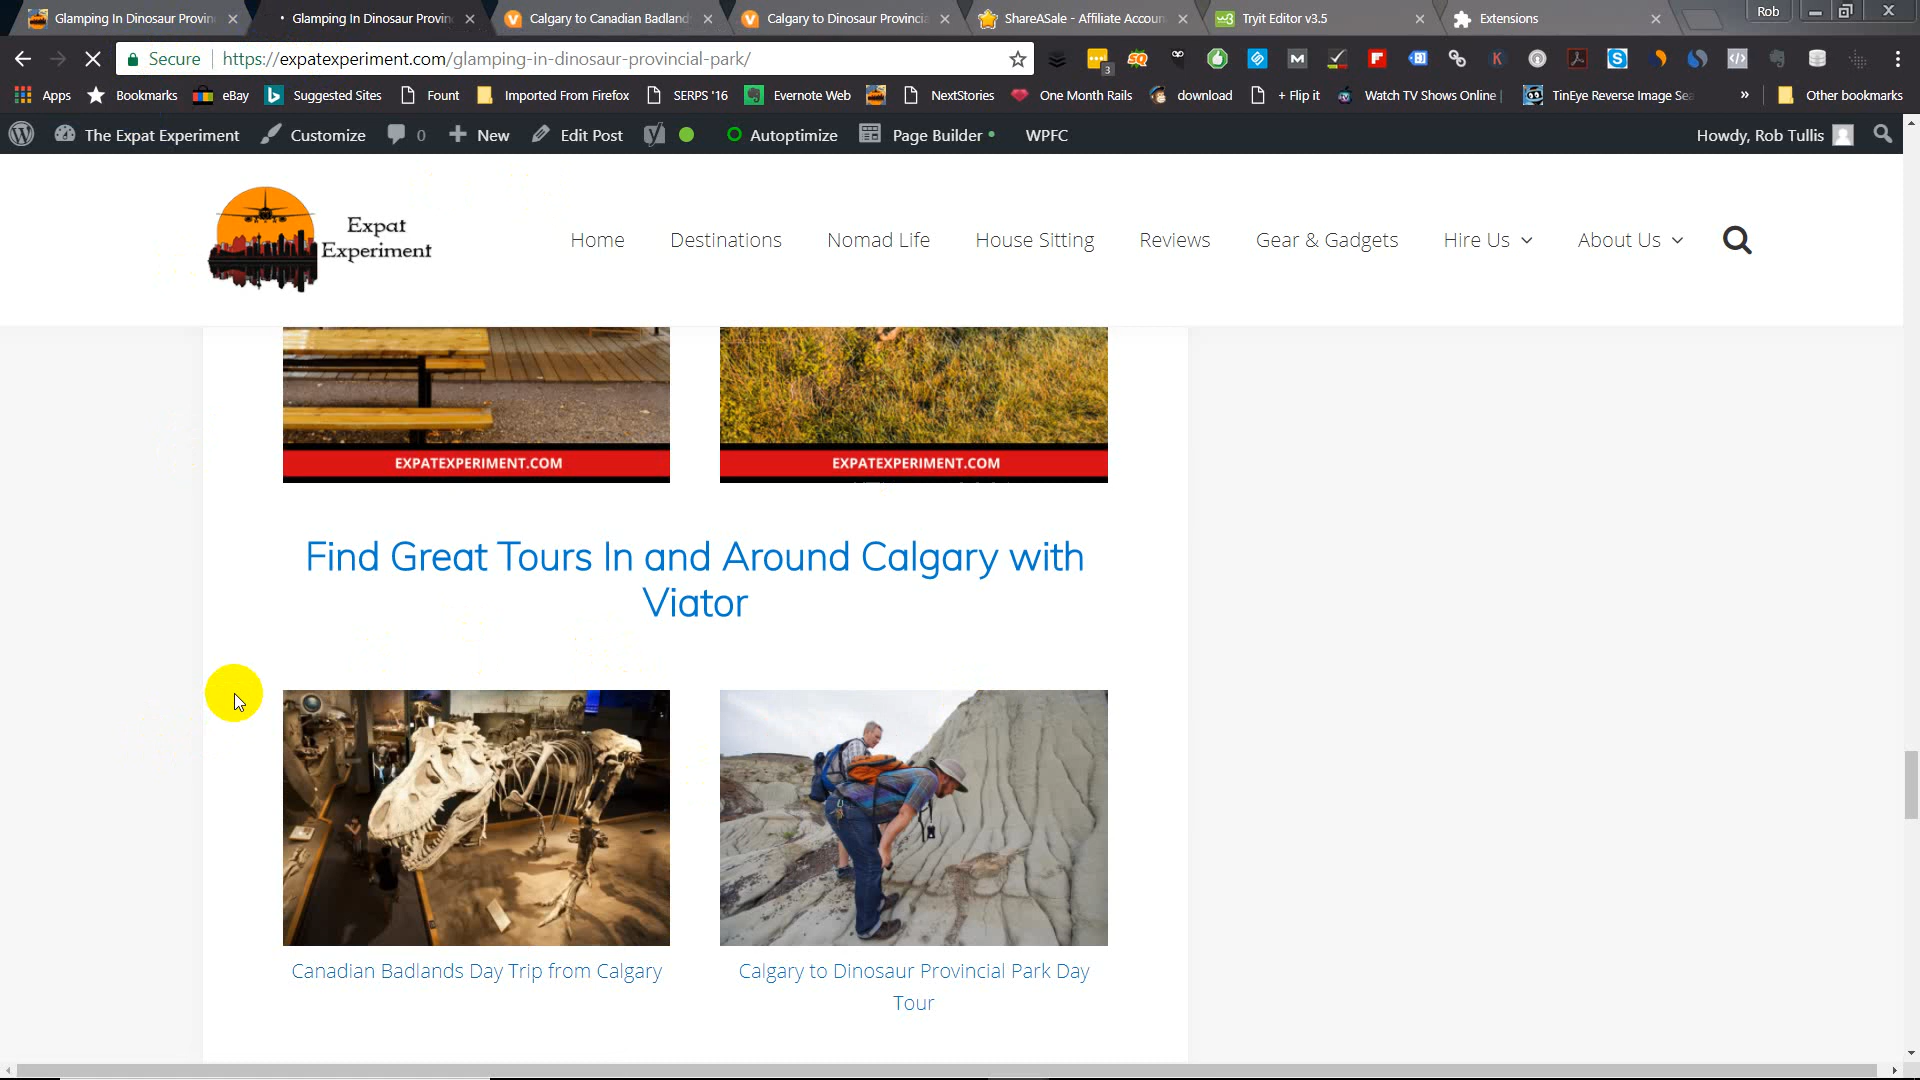 Glamping In Dinosaur Provin
Glamping In Dinosaur Provin
Calgary to Canadian Badland
Calgary to Dinosaur Provincia
ShareASale - Affiliate Accoun
Tryit Editor v3.5
Extensions
Rob
Secure
https://expatexperiment.com/glamping-in-dinosaur-provincial-park/
3
Apps
Bookmarks
eBay
Suggested Sites
Fount
Imported From Firefox
SERPS '16
Evernote Web
NextStories
One Month Rails
download
+ Flip it
Watch TV Shows Online |
TinEye Reverse Image Sea
»
Other bookmarks
The Expat Experiment
Customize
0
New
Edit Post
Autoptimize
Page Builder
WPFC
Howdy, Rob Tullis
Expat
Experiment
Home
Destinations
Nomad Life
House Sitting
Reviews
Gear & Gadgets
Hire Us
About Us
EXPATEXPERIMENT.COM
EXPATEXPERIMENT.COM
Find Great Tours In and Around Calgary with
Viator
Canadian Badlands Day Trip from Calgary
Calgary to Dinosaur Provincial Park Day
Tour